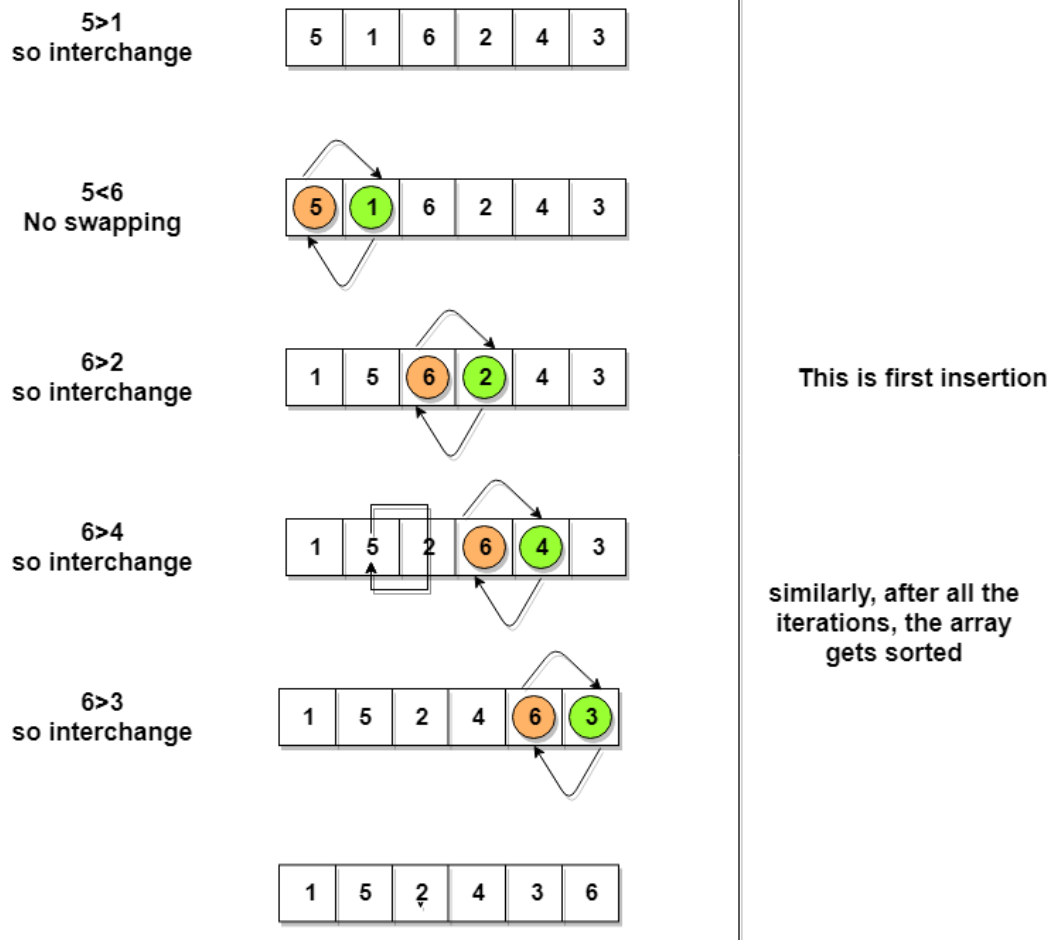 5>1
so interchange
5 1 6 2 4 3
5<6
No swapping
5 1 6 2 4 3
6>2
so interchange
1 5 6 2 4 3
This is first insertion
6>4
so interchange
1 5 2 6 4 3
similarly, after all the
iterations, the array
gets sorted
6>3
so interchange
1 5 2 4 6 3
1 5 2 4 3 6